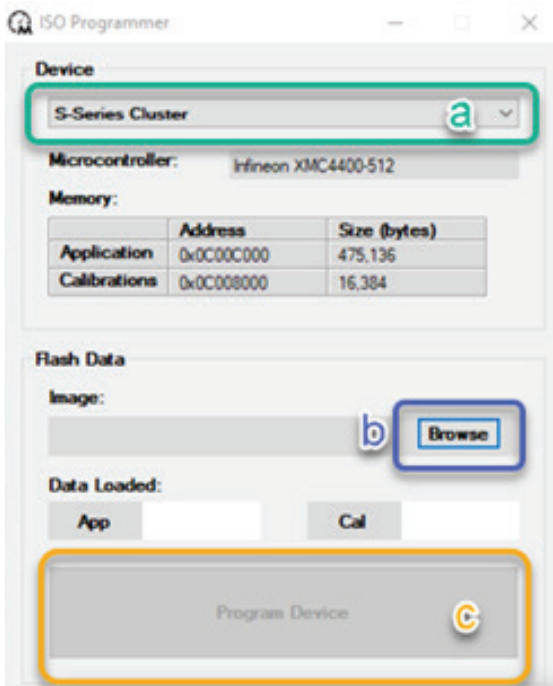 ISO Programmer
Device
S-Series Cluster a
Microcontroller: Infineon XMC4400-512
Memory:
Address Size (bytes)
Application 0x0C00C000 475,136
Calibrations 0x0C008000 16,384
Flash Data
Image:
b Browse
Data Loaded:
App Cal
Program Device c